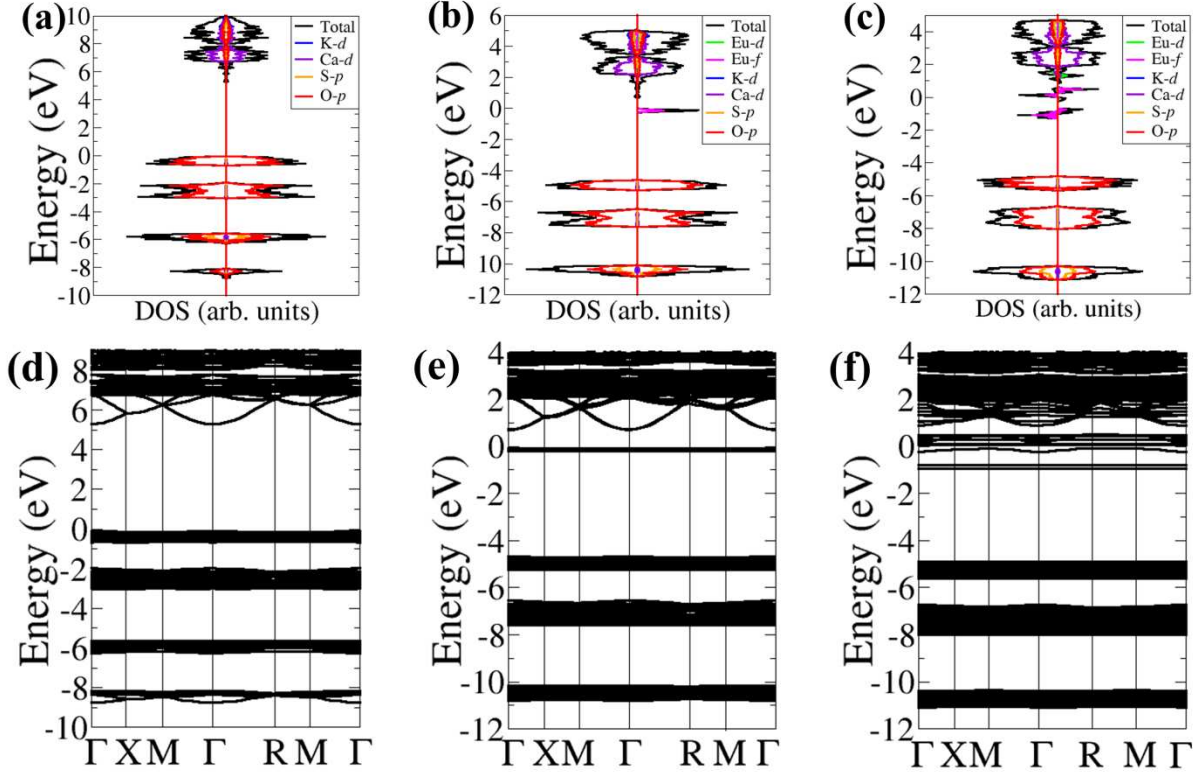 (a)
Energy (eV)
10
8
6
4
2
0
-2
-4
-6
-8
-10
Total
K-d
Ca-d
S-p
O-p
DOS (arb. units)
(b)
Energy (eV)
6
4
2
0
-2
-4
-6
-8
-10
-12
Total
Eu-d
Eu-f
K-d
Ca-d
S-p
O-p
DOS (arb. units)
(c)
Energy (eV)
4
2
0
-2
-4
-6
-8
-10
-12
Total
Eu-d
Eu-f
K-d
Ca-d
S-p
O-p
DOS (arb. units)
(d)
Energy (eV)
8
6
4
2
0
-2
-4
-6
-8
-10
Γ X M Γ R M Γ
(e)
Energy (eV)
4
2
0
-2
-4
-6
-8
-10
-12
Γ X M Γ R M Γ
(f)
Energy (eV)
4
2
0
-2
-4
-6
-8
-10
-12
Γ X M Γ R M Γ